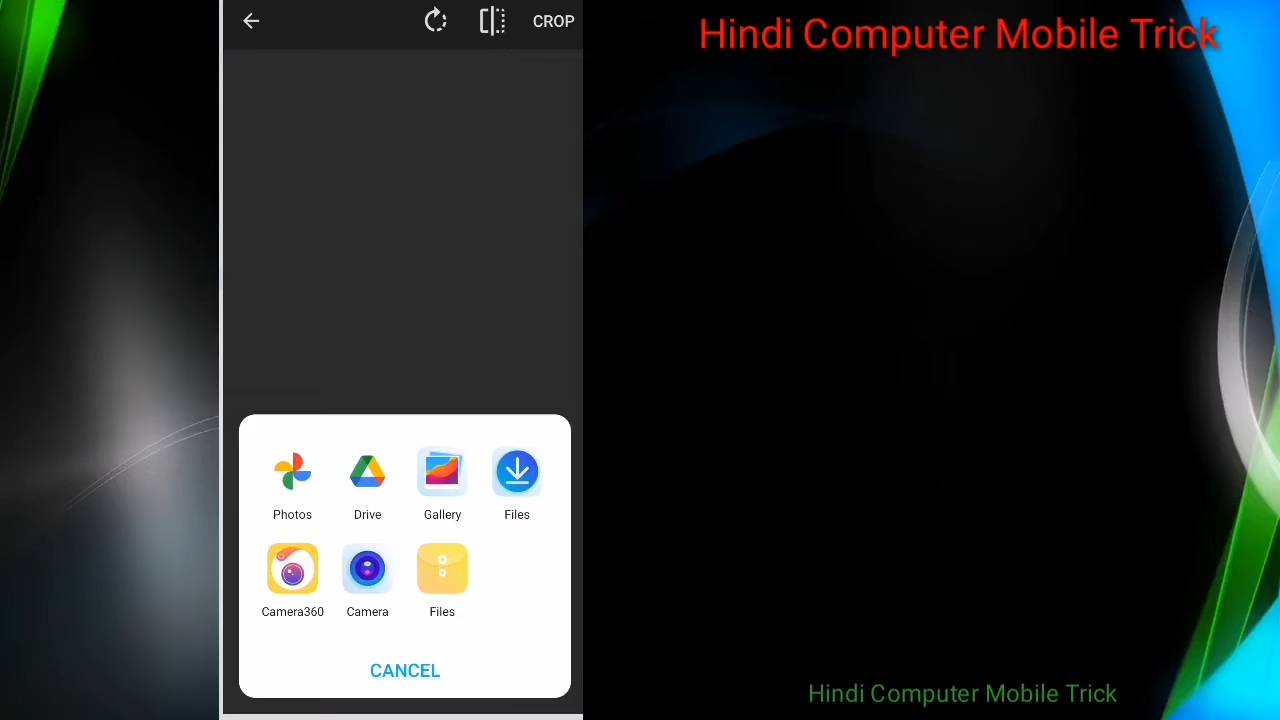 CROP
Hindi Computer Mobile Trick
Photos Drive Gallery Files
Camera360 Camera Files
CANCEL
Hindi Computer Mobile Trick